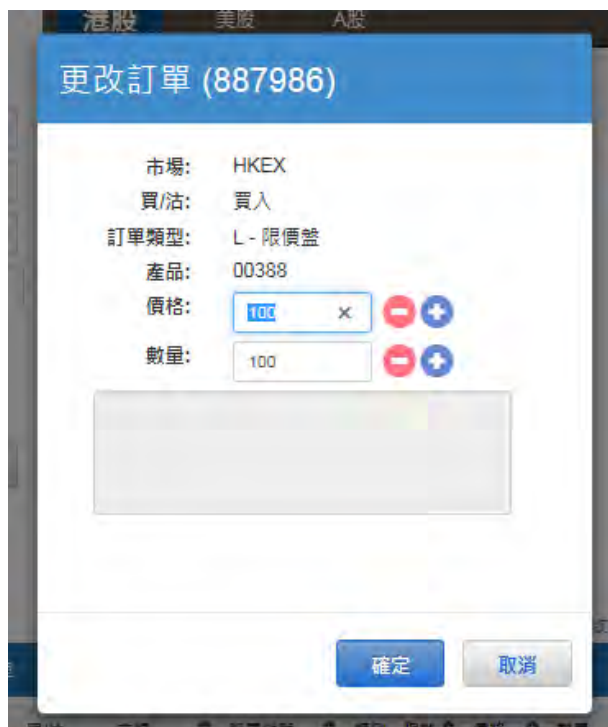 港股 美股 A股
更改訂單 (887986)
市場: HKEX
買/沽: 買入
訂單類型: L - 限價盤
產品: 00388
價格: 100 ×
數量: 100
確定 取消